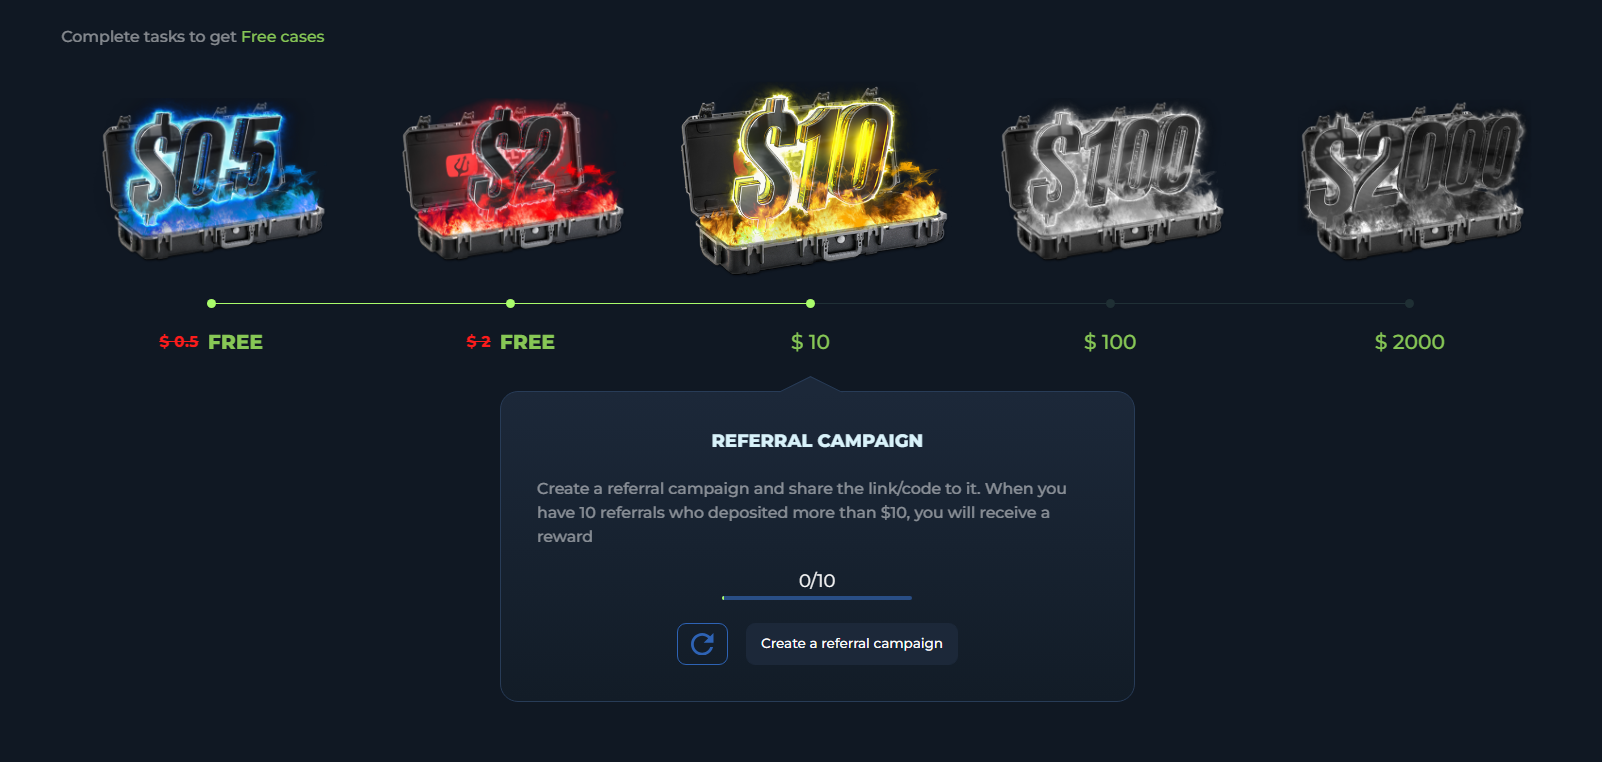 Complete tasks to get Free cases
$0.5
$2
$10
$100
$2000
$ 0.5 FREE
$ 2 FREE
$ 10
$ 100
$ 2000
REFERRAL CAMPAIGN
Create a referral campaign and share the link/code to it. When you
have 10 referrals who deposited more than $10, you will receive a
reward
0/10
Create a referral campaign